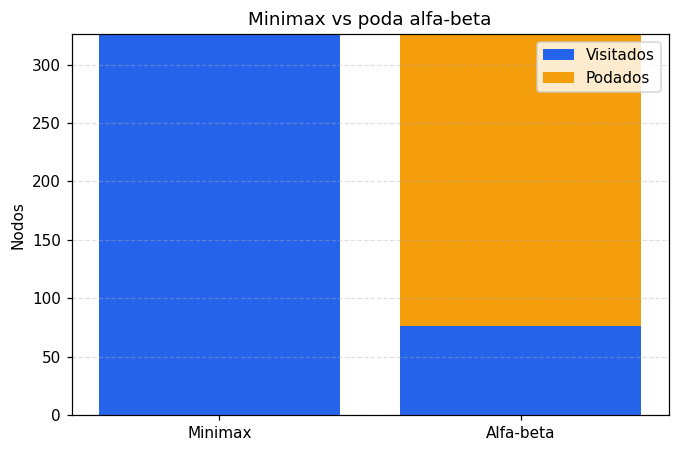 Minimax vs poda alfa-beta
Visitados
Podados
Nodos
300
250
200
150
100
50
0
Minimax
Alfa-beta